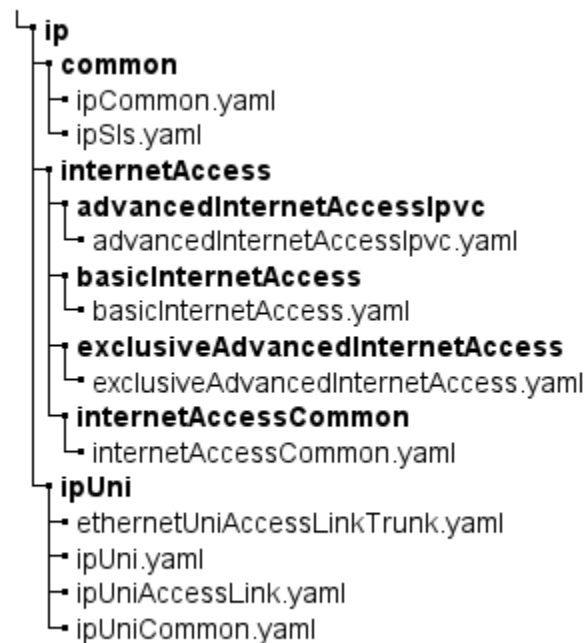 ip
common
ipCommon.yaml
ipSls.yaml
internetAccess
advancedInternetAccessIpvc
advancedInternetAccessIpvc.yaml
basicInternetAccess
basicInternetAccess.yaml
exclusiveAdvancedInternetAccess
exclusiveAdvancedInternetAccess.yaml
internetAccessCommon
internetAccessCommon.yaml
ipUni
ethernetUniAccessLinkTrunk.yaml
ipUni.yaml
ipUniAccessLink.yaml
ipUniCommon.yaml